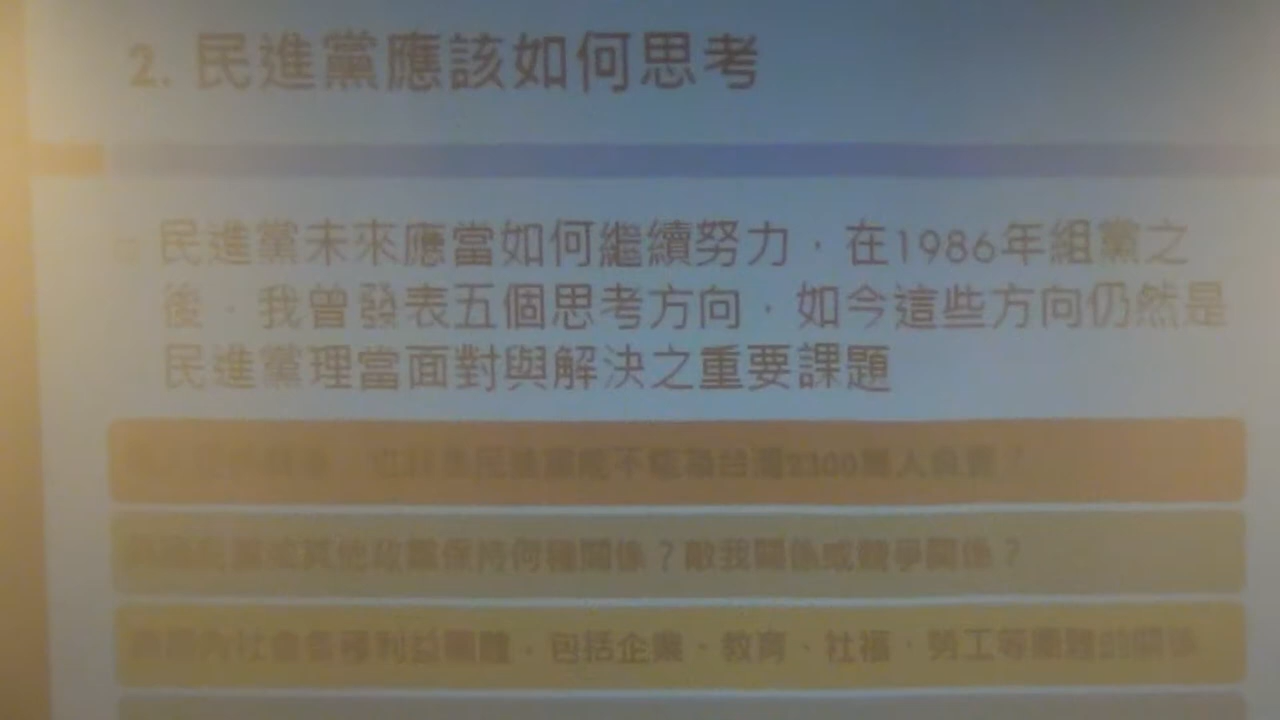 2. 民進黨應該如何思考
民進黨未來應當如何繼續努力，在1986年組黨之
後，我曾發表五個思考方向，如今這些方向仍然是
民進黨理當面對與解決之重要課題
民進黨能不能為台灣2300萬人負責？
其他政黨保持何種關係？敵我關係或競爭關係？
與國內社會各種利益團體，包括企業、教育、社福、勞工等團體的關係